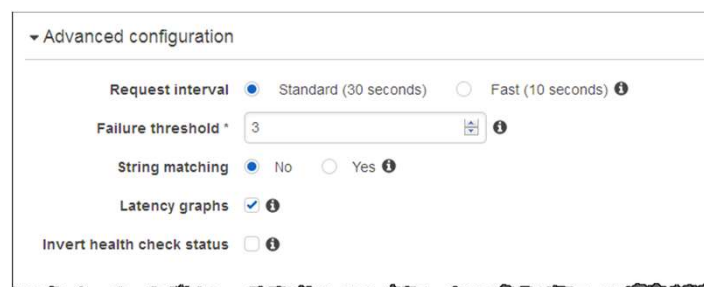 Advanced configuration
Request interval Standard (30 seconds) Fast (10 seconds)
Failure threshold * 3
String matching No Yes
Latency graphs
Invert health check status